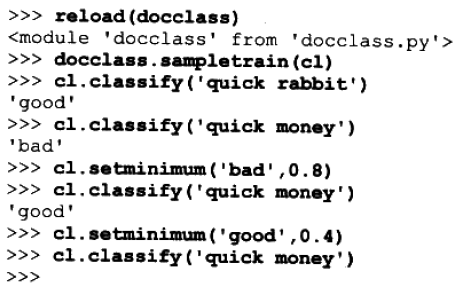 >>> reload(docclass)
<module 'docclass' from 'docclass.py'>
>>> docclass.sampletrain(cl)
>>> cl.classify('quick rabbit')
'good'
>>> cl.classify('quick money')
'bad'
>>> cl.setminimum('bad',0.8)
>>> cl.classify('quick money')
'good'
>>> cl.setminimum('good',0.4)
>>> cl.classify('quick money')
>>>